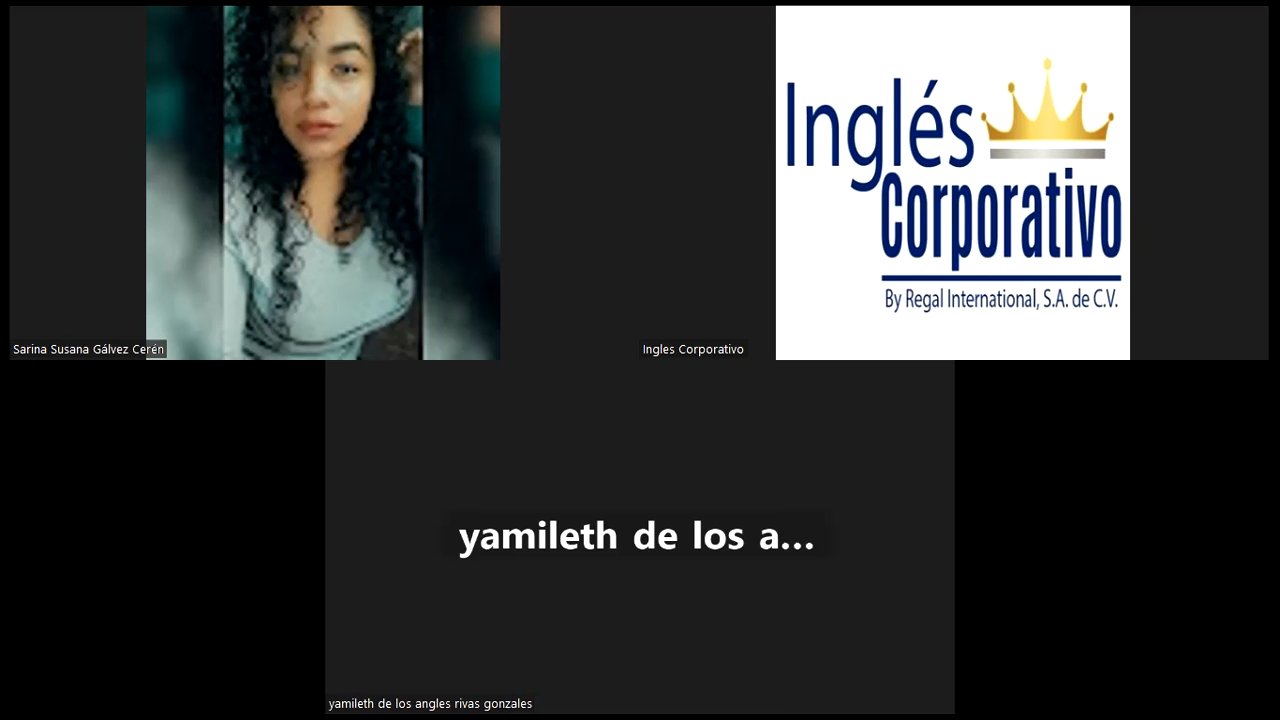 Inglés
Corporativo
By Regal International, S.A. de C.V.
Sarina Susana Gálvez Cerén
Ingles Corporativo
yamileth de los a...
yamileth de los angles rivas gonzales